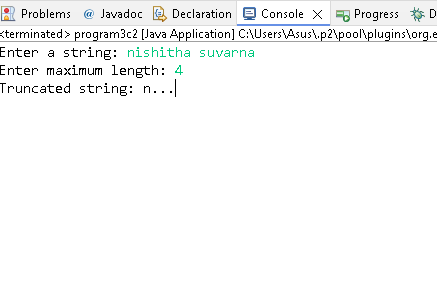 Problems @ Javadoc Declaration Console × Progress
<terminated> program3c2 [Java Application] C:\Users\Asus\.p2\pool\plugins\org.e
Enter a string: nishitha suvarna
Enter maximum length: 4
Truncated string: n...